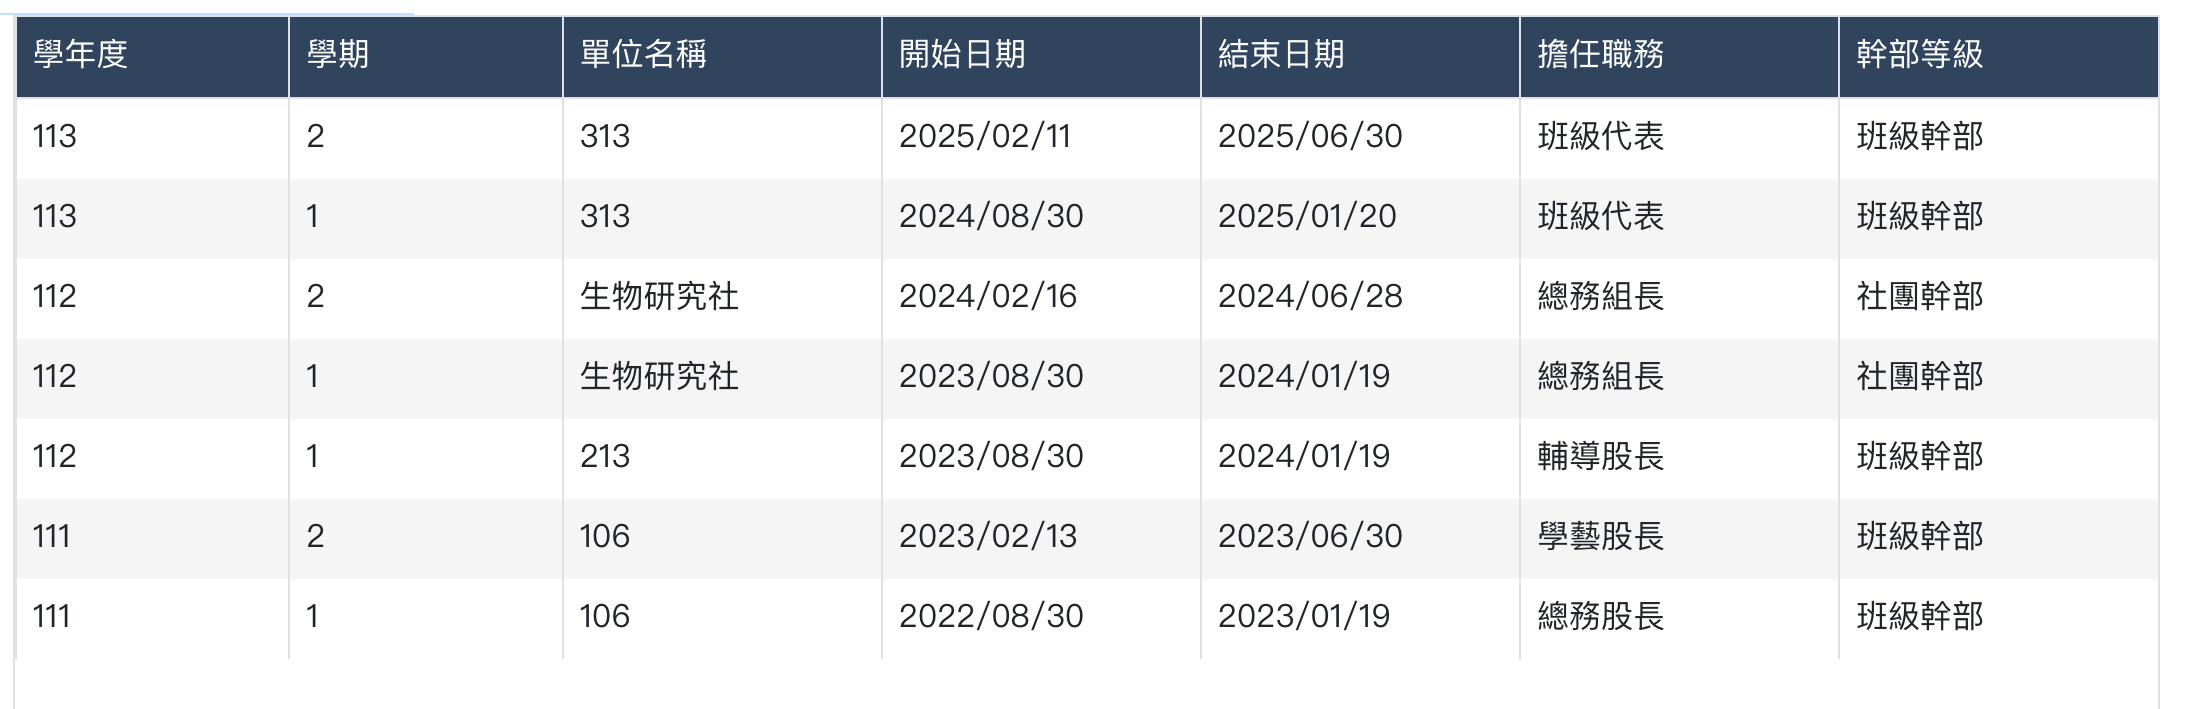 學年度 學期 單位名稱 開始日期 結束日期 擔任職務 幹部等級
113 2 313 2025/02/11 2025/06/30 班級代表 班級幹部
113 1 313 2024/08/30 2025/01/20 班級代表 班級幹部
112 2 生物研究社 2024/02/16 2024/06/28 總務組長 社團幹部
112 1 生物研究社 2023/08/30 2024/01/19 總務組長 社團幹部
112 1 213 2023/08/30 2024/01/19 輔導股長 班級幹部
111 2 106 2023/02/13 2023/06/30 學藝股長 班級幹部
111 1 106 2022/08/30 2023/01/19 總務股長 班級幹部